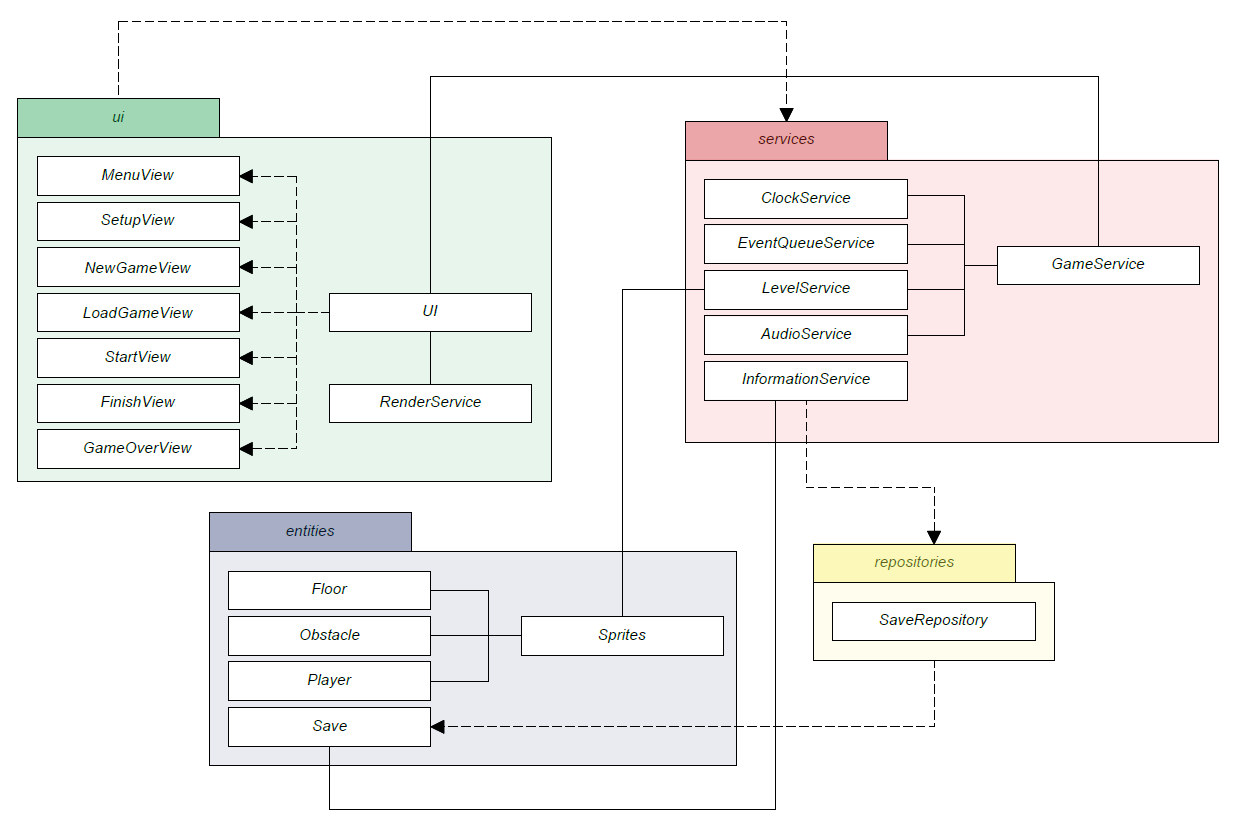 ui
MenuView
SetupView
NewGameView
LoadGameView
StartView
FinishView
GameOverView
UI
RenderService
services
ClockService
EventQueueService
LevelService
AudioService
InformationService
GameService
entities
Floor
Obstacle
Player
Save
Sprites
repositories
SaveRepository